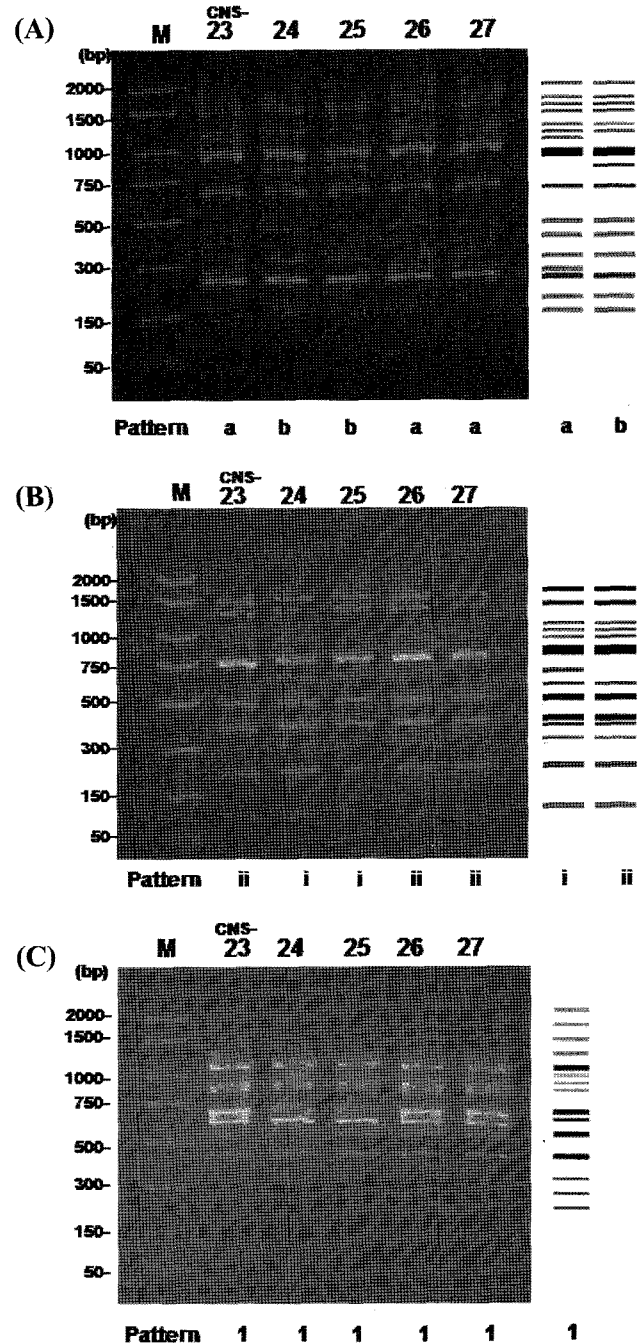 (A)
CNS-
M 23 24 25 26 27
(bp)
2000-
1500-
1000-
750-
500-
300-
150-
50-
Pattern a b b a a a b
(B)
CNS-
M 23 24 25 26 27
(bp)
2000-
1500-
1000-
750-
500-
300-
150-
50-
Pattern ii i i ii ii i ii
(C)
CNS-
M 23 24 25 26 27
(bp)
2000-
1500-
1000-
750-
500-
300-
150-
50-
Pattern 1 1 1 1 1 1